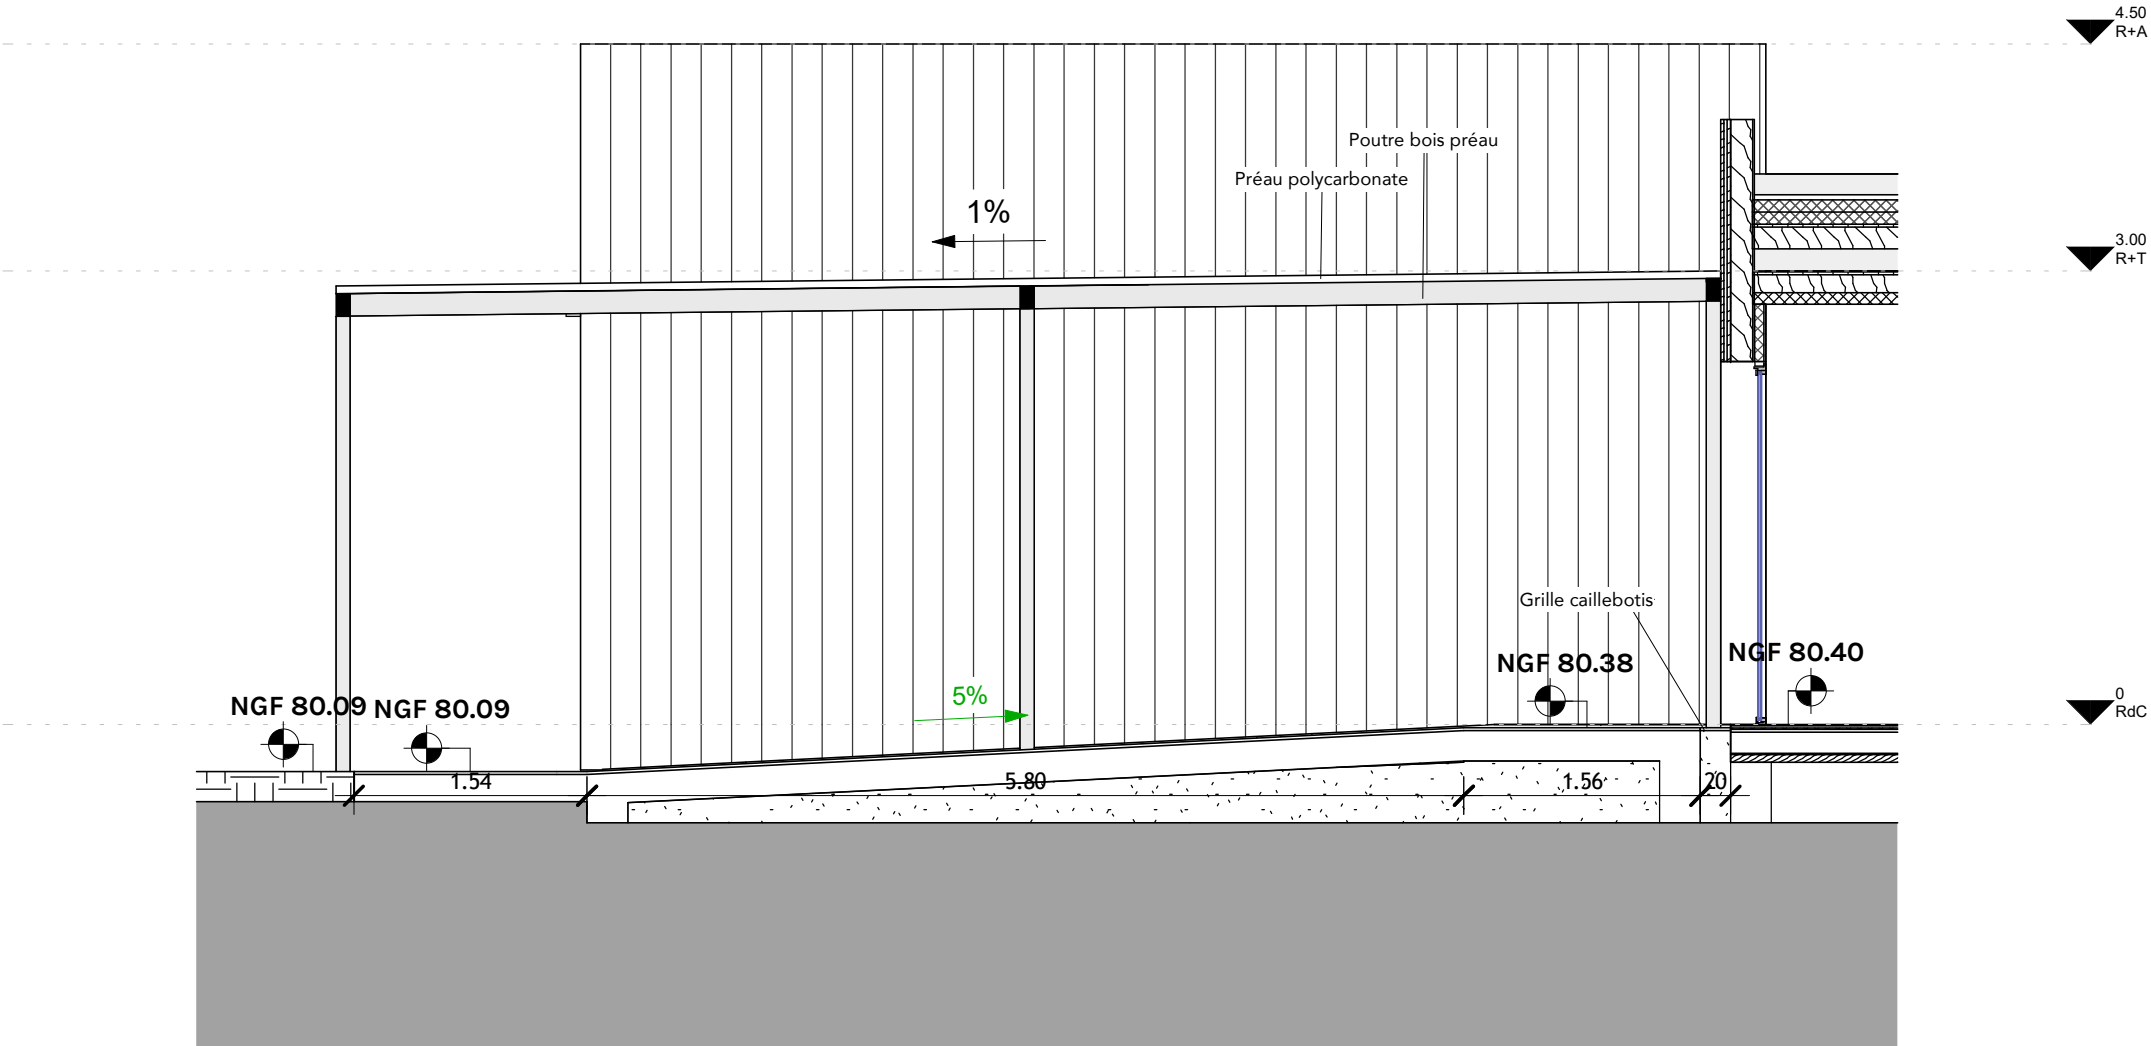 4.50
R+A
Poutre bois préau
Préau polycarbonate
1%
3.00
R+T
Grille caillebotis
NGF 80.38
NGF 80.40
5%
NGF 80.09
NGF 80.09
0
RdC
1.54
5.80
1.56
20